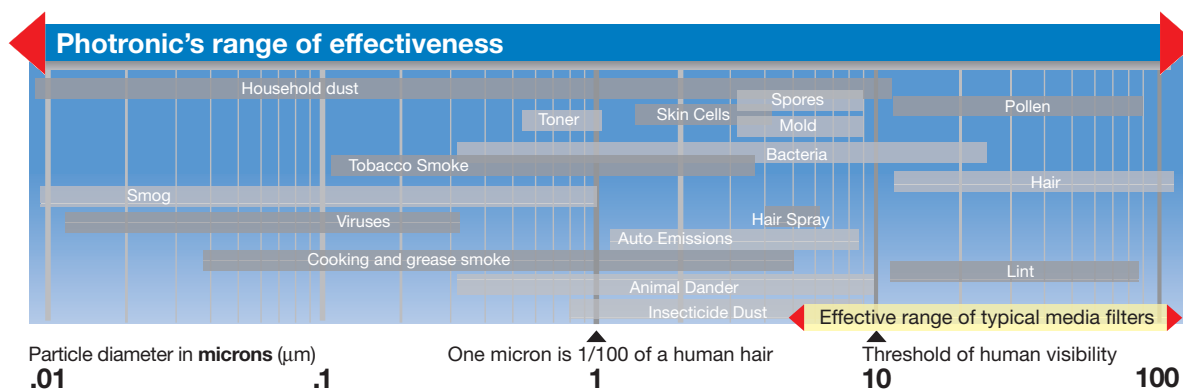 Photronic's range of effectiveness
Household dust
Spores
Pollen
Toner
Skin Cells
Mold
Bacteria
Tobacco Smoke
Hair
Smog
Viruses
Hair Spray
Auto Emissions
Cooking and grease smoke
Lint
Animal Dander
Insecticide Dust
Effective range of typical media filters
Particle diameter in microns (µm)
One micron is 1/100 of a human hair
Threshold of human visibility
.01 .1 1 10 100